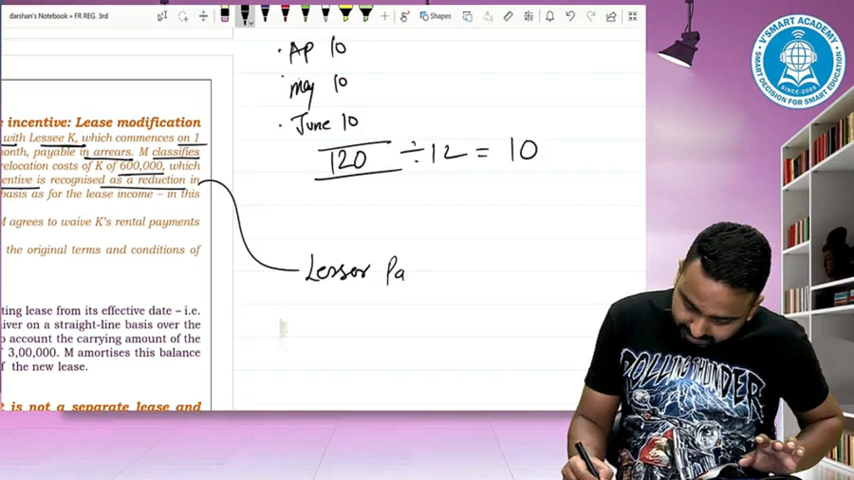 darshan's Notebook » FR REG. 3rd
Shapes
V'SMART ACADEMY
SMART DECISION FOR SMART EDUCATION
SINCE-2005
. AP 10
. may 10
. June 10
120 ÷ 12 = 10
e incentive: Lease modification
with Lessee K, which commences on 1
month, payable in arrears. M classifies
relocation costs of K of 600,000, which
entive is recognised as a reduction in
basis as for the lease income – in this
M agrees to waive K's rental payments
the original terms and conditions of
Lessor Pa
ting lease from its effective date – i.e.
iver on a straight-line basis over the
o account the carrying amount of the
3,00,000. M amortises this balance
f the new lease.
t is not a separate lease and
ROLLING THUNDER